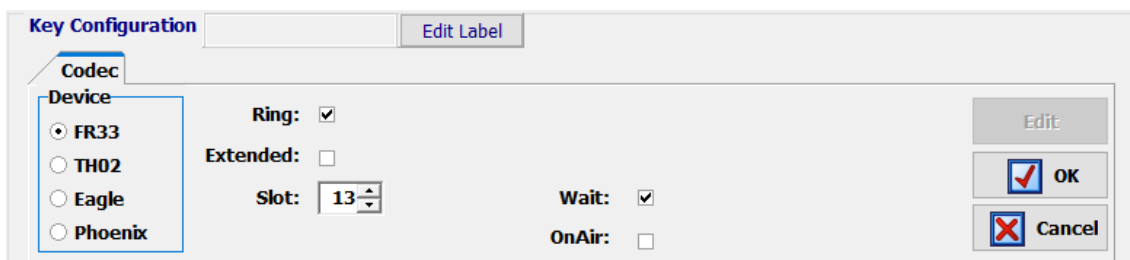 Key Configuration Edit Label
Codec
Device
FR33
TH02
Eagle
Phoenix
Ring:
Extended:
Slot: 13
Wait:
OnAir:
Edit
OK
Cancel